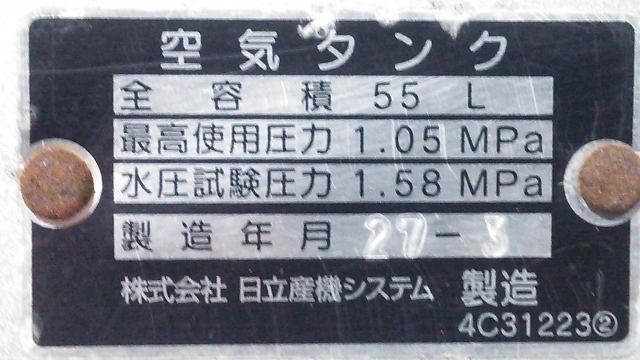 空気タンク
全容積 55 L
最高使用圧力 1.05 MPa
水圧試験圧力 1.58 MPa
製造年月 27-3
株式会社 日立産機システム 製造
4C31223②